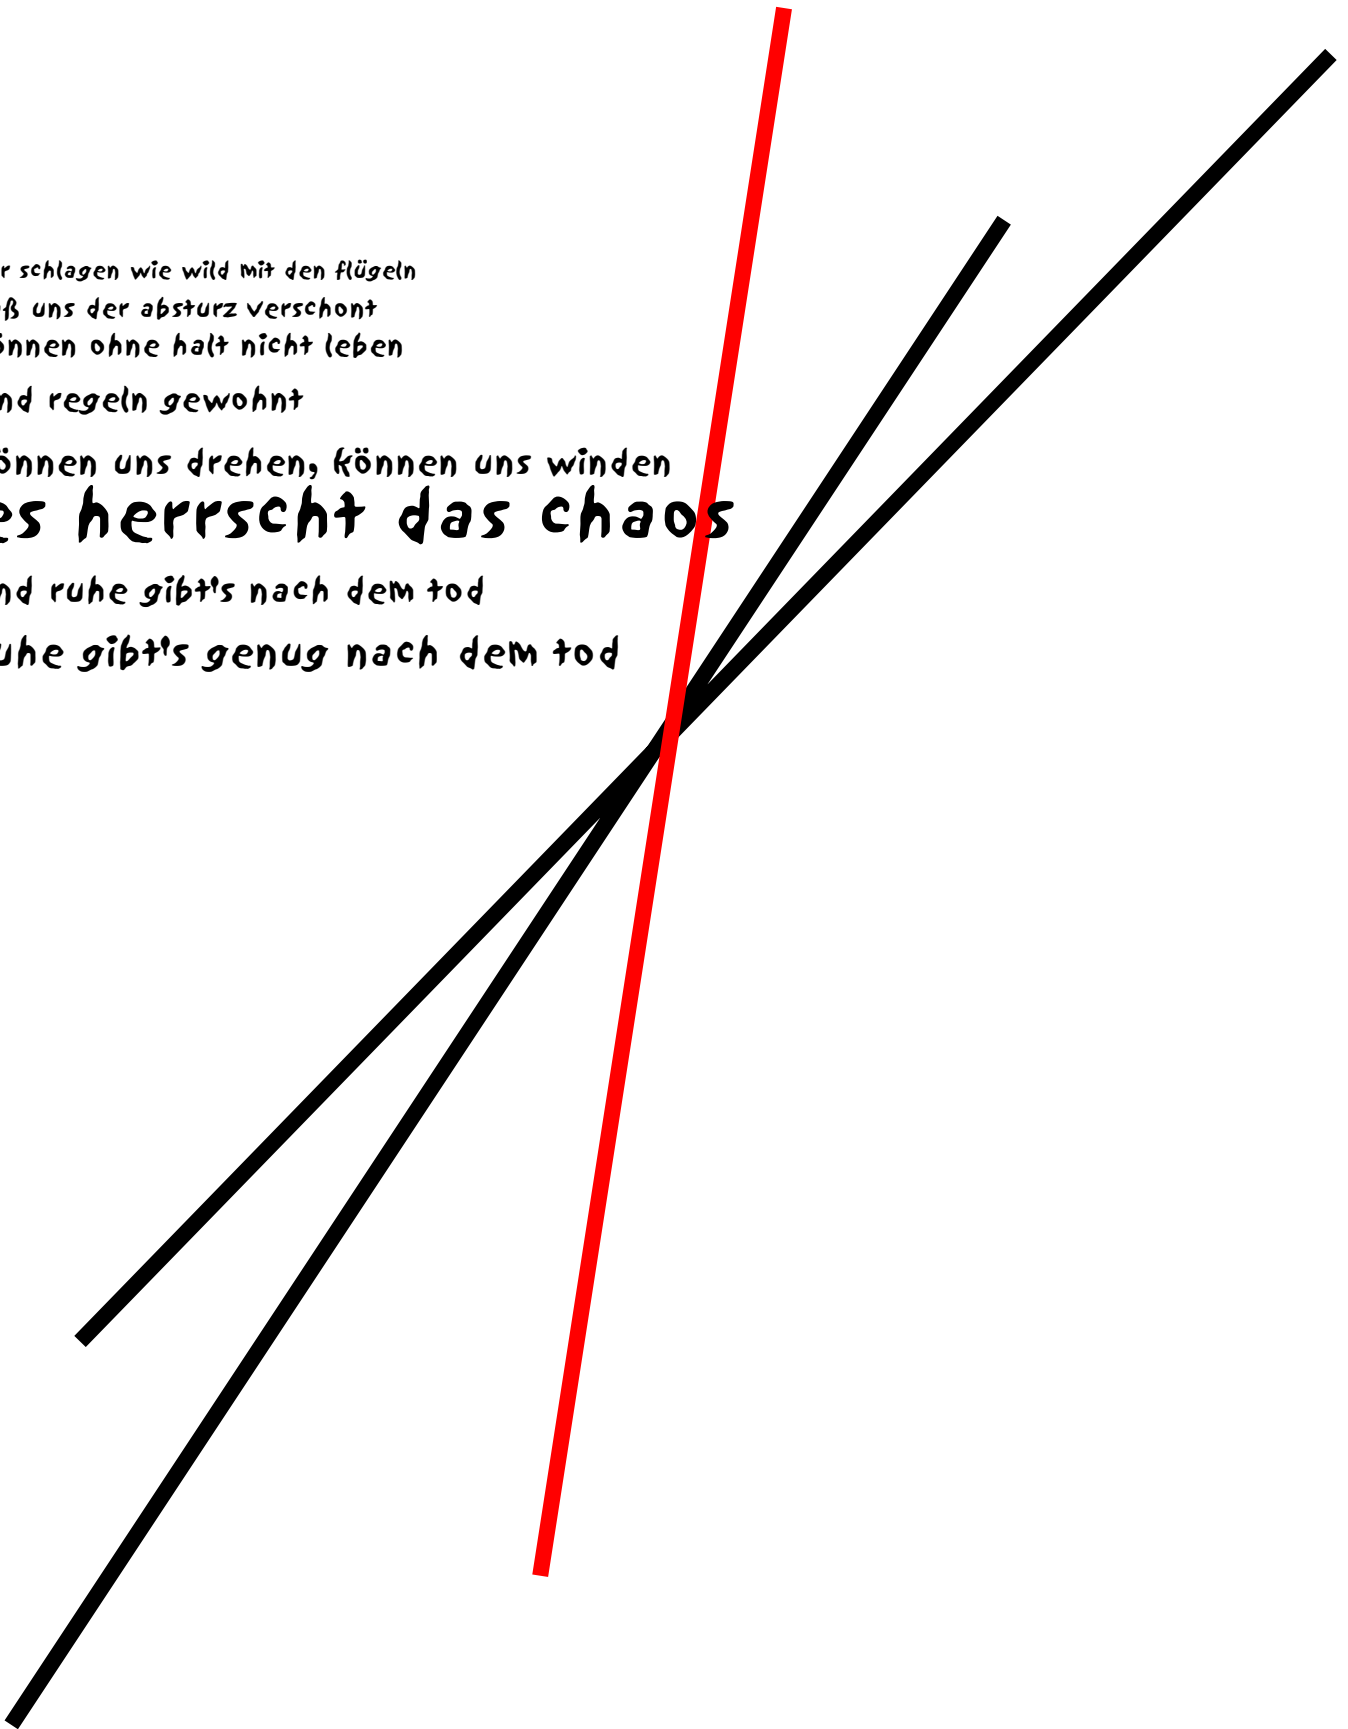 r schlagen wie wild mit den flügeln
ß uns der absturz verschont
önnen ohne halt nicht leben
nd regeln gewohnt
önnen uns drehen, können uns winden
es herrscht das chaos
nd ruhe gibt's nach dem tod
uhe gibt's genug nach dem tod